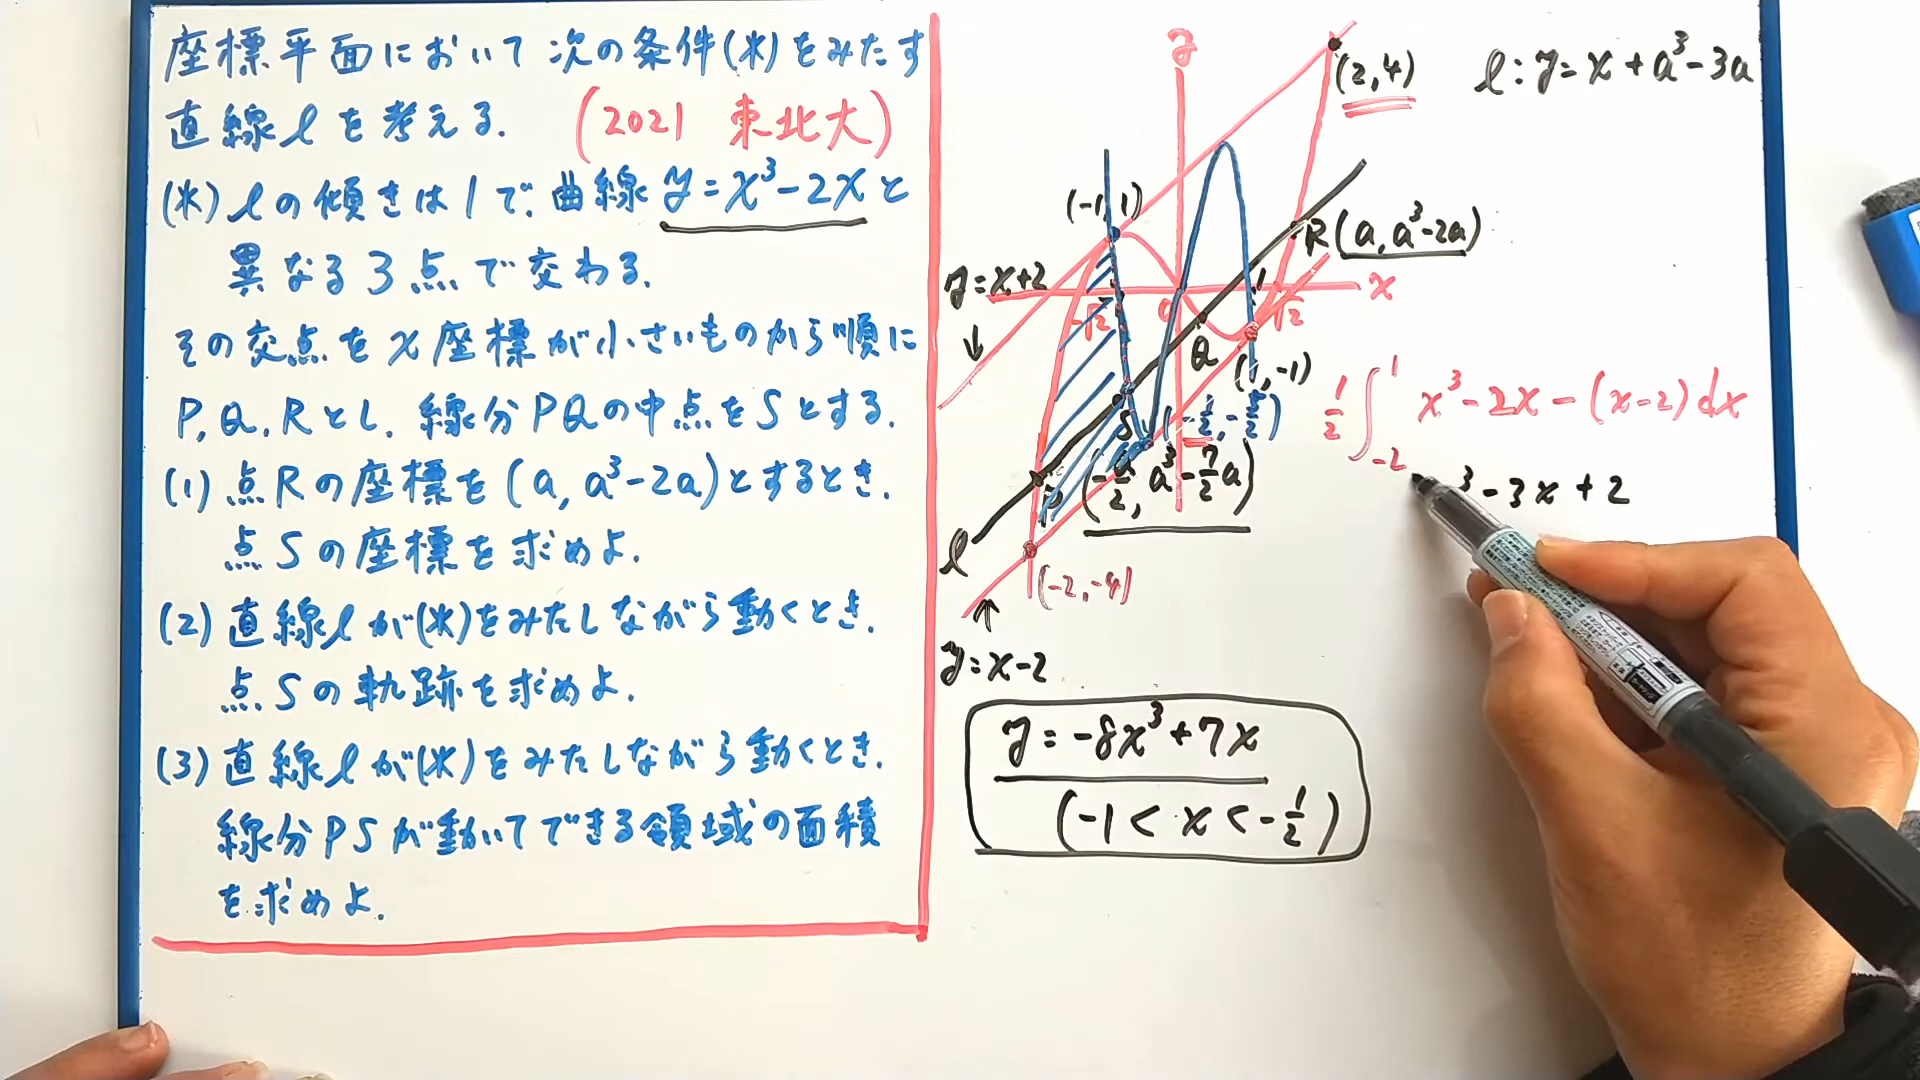 座標平面において次の条件(※)をみたす
直線ℓを考える. (2021 東北大)
(※) ℓの傾きは1で、曲線 y=x³-2x と
異なる3点で交わる.
その交点をx座標が小さいものから順に
P, Q, Rとし、線分PQの中点をSとする.
(1) 点Rの座標を(a, a³-2a)とするとき、
点Sの座標を求めよ.
(2) 直線ℓが(※)をみたしながら動くとき、
点Sの軌跡を求めよ.
(3) 直線ℓが(※)をみたしながら動くとき、
線分PSが動いてできる領域の面積
を求めよ.
y
(2, 4)
ℓ: y=x+a³-3a
(-1, 1)
R(a, a³-2a)
y=x+2
-√2
O
1
√2
x
Q
(1, -1)
S
(-1/2, -5/2)
P
(-a/2, a³-7/2a)
ℓ
(-2, -4)
y=x-2
1/2∫₋₂¹ x³-2x-(x-2)dx
³-3x+2
y=-8x³+7x
(-1<x<-1/2)